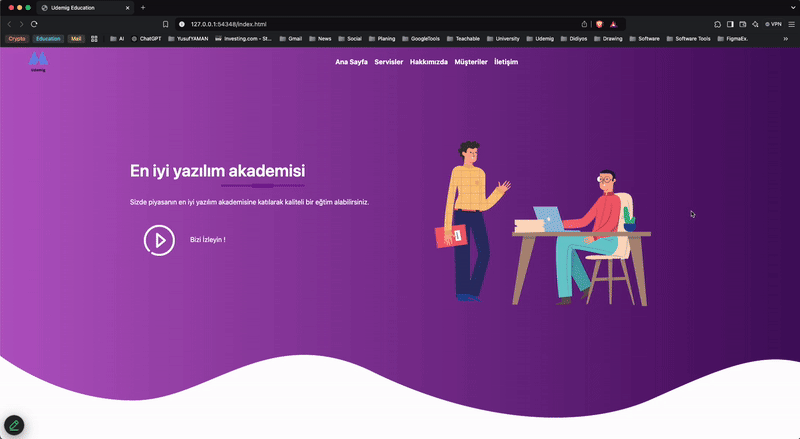 Udemig Education
127.0.0.1:54348/index.html
VPN
Crypto Education Mail AI ChatGPT YusufYAMAN Investing.com - St... Gmail News Social Planing GoogleTools Teachable University Udemig Didiyos Drawing Software Software Tools FigmaEx.
Udemig
Ana Sayfa Servisler Hakkımızda Müşteriler İletişim
En iyi yazılım akademisi
Sizde piyasanın en iyi yazılım akademisine katılarak kaliteli bir eğtim alabilirsiniz.
Bizi İzleyin !